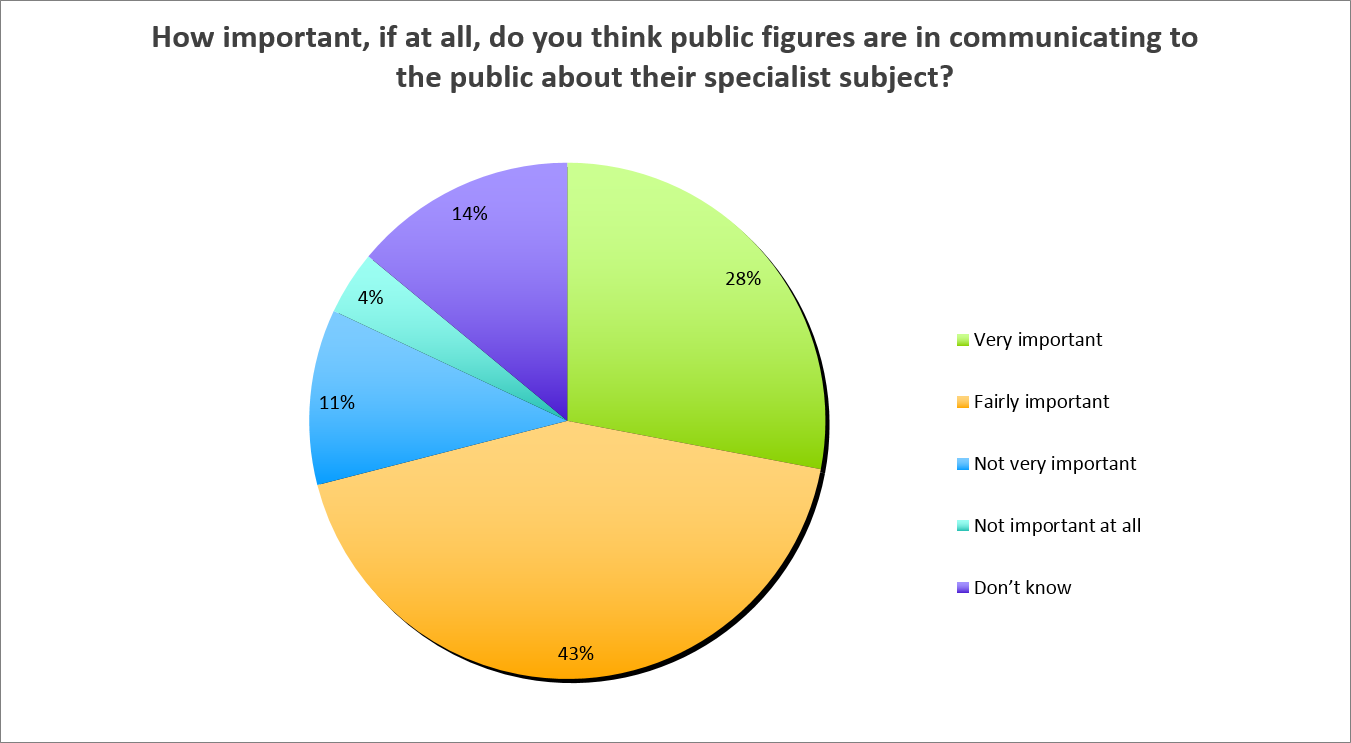 How important, if at all, do you think public figures are in communicating to
the public about their specialist subject?
14%
28%
4%
11%
43%
Very important
Fairly important
Not very important
Not important at all
Don’t know